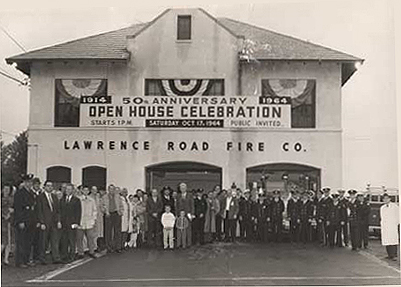 50th ANNIVERSARY
1914 1964
OPEN HOUSE CELEBRATION
STARTS 1 P.M. SATURDAY OCT 17, 1964 PUBLIC INVITED
LAWRENCE ROAD FIRE CO.